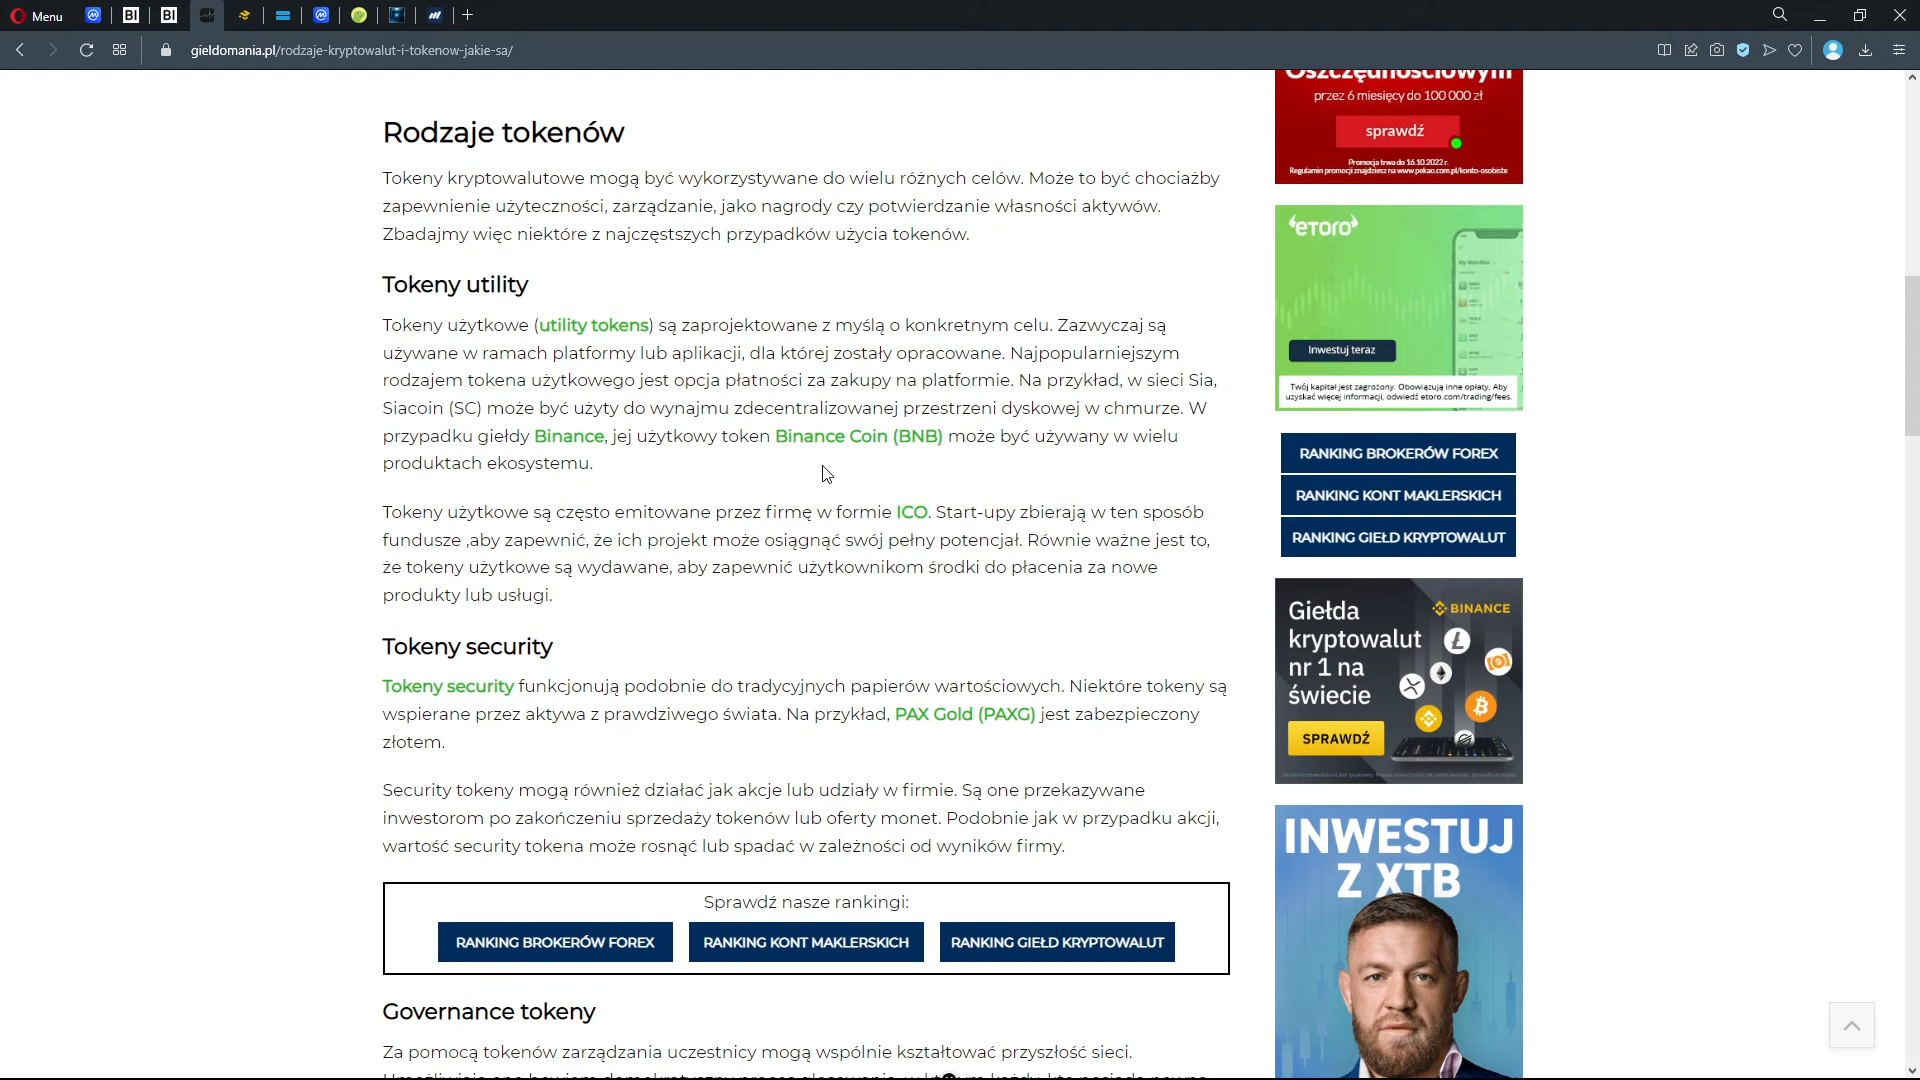 Menu
gieldomania.pl/rodzaje-kryptowalut-i-tokenow-jakie-sa/
Rodzaje tokenów
Tokeny kryptowalutowe mogą być wykorzystywane do wielu różnych celów. Może to być chociażby
zapewnienie użyteczności, zarządzanie, jako nagrody czy potwierdzanie własności aktywów.
Zbadajmy więc niektóre z najczęstszych przypadków użycia tokenów.
Tokeny utility
Tokeny użytkowe (utility tokens) są zaprojektowane z myślą o konkretnym celu. Zazwyczaj są
używane w ramach platformy lub aplikacji, dla której zostały opracowane. Najpopularniejszym
rodzajem tokena użytkowego jest opcja płatności za zakupy na platformie. Na przykład, w sieci Sia,
Siacoin (SC) może być użyty do wynajmu zdecentralizowanej przestrzeni dyskowej w chmurze. W
przypadku giełdy Binance, jej użytkowy token Binance Coin (BNB) może być używany w wielu
produktach ekosystemu.
Tokeny użytkowe są często emitowane przez firmę w formie ICO. Start-upy zbierają w ten sposób
fundusze ,aby zapewnić, że ich projekt może osiągnąć swój pełny potencjał. Równie ważne jest to,
że tokeny użytkowe są wydawane, aby zapewnić użytkownikom środki do płacenia za nowe
produkty lub usługi.
Tokeny security
Tokeny security funkcjonują podobnie do tradycyjnych papierów wartościowych. Niektóre tokeny są
wspierane przez aktywa z prawdziwego świata. Na przykład, PAX Gold (PAXG) jest zabezpieczony
złotem.
Security tokeny mogą również działać jak akcje lub udziały w firmie. Są one przekazywane
inwestorom po zakończeniu sprzedaży tokenów lub oferty monet. Podobnie jak w przypadku akcji,
wartość security tokena może rosnąć lub spadać w zależności od wyników firmy.
Sprawdź nasze rankingi:
RANKING BROKERÓW FOREX
RANKING KONT MAKLERSKICH
RANKING GIEŁD KRYPTOWALUT
Governance tokeny
Za pomocą tokenów zarządzania uczestnicy mogą wspólnie kształtować przyszłość sieci.
Oszczędnościowym
przez 6 miesięcy do 100 000 zł
sprawdź
Promocja trwa do 16.10.2022 r.
Regulamin promocji znajdziesz na www.pekao.com.pl/konto-osobiste
eToro
Inwestuj teraz
Twój kapitał jest zagrożony. Obowiązują inne opłaty. Aby
uzyskać więcej informacji, odwiedź etoro.com/trading/fees.
RANKING BROKERÓW FOREX
RANKING KONT MAKLERSKICH
RANKING GIEŁD KRYPTOWALUT
BINANCE
Giełda
kryptowalut
nr 1 na
świecie
SPRAWDŹ
INWESTUJ
Z XTB